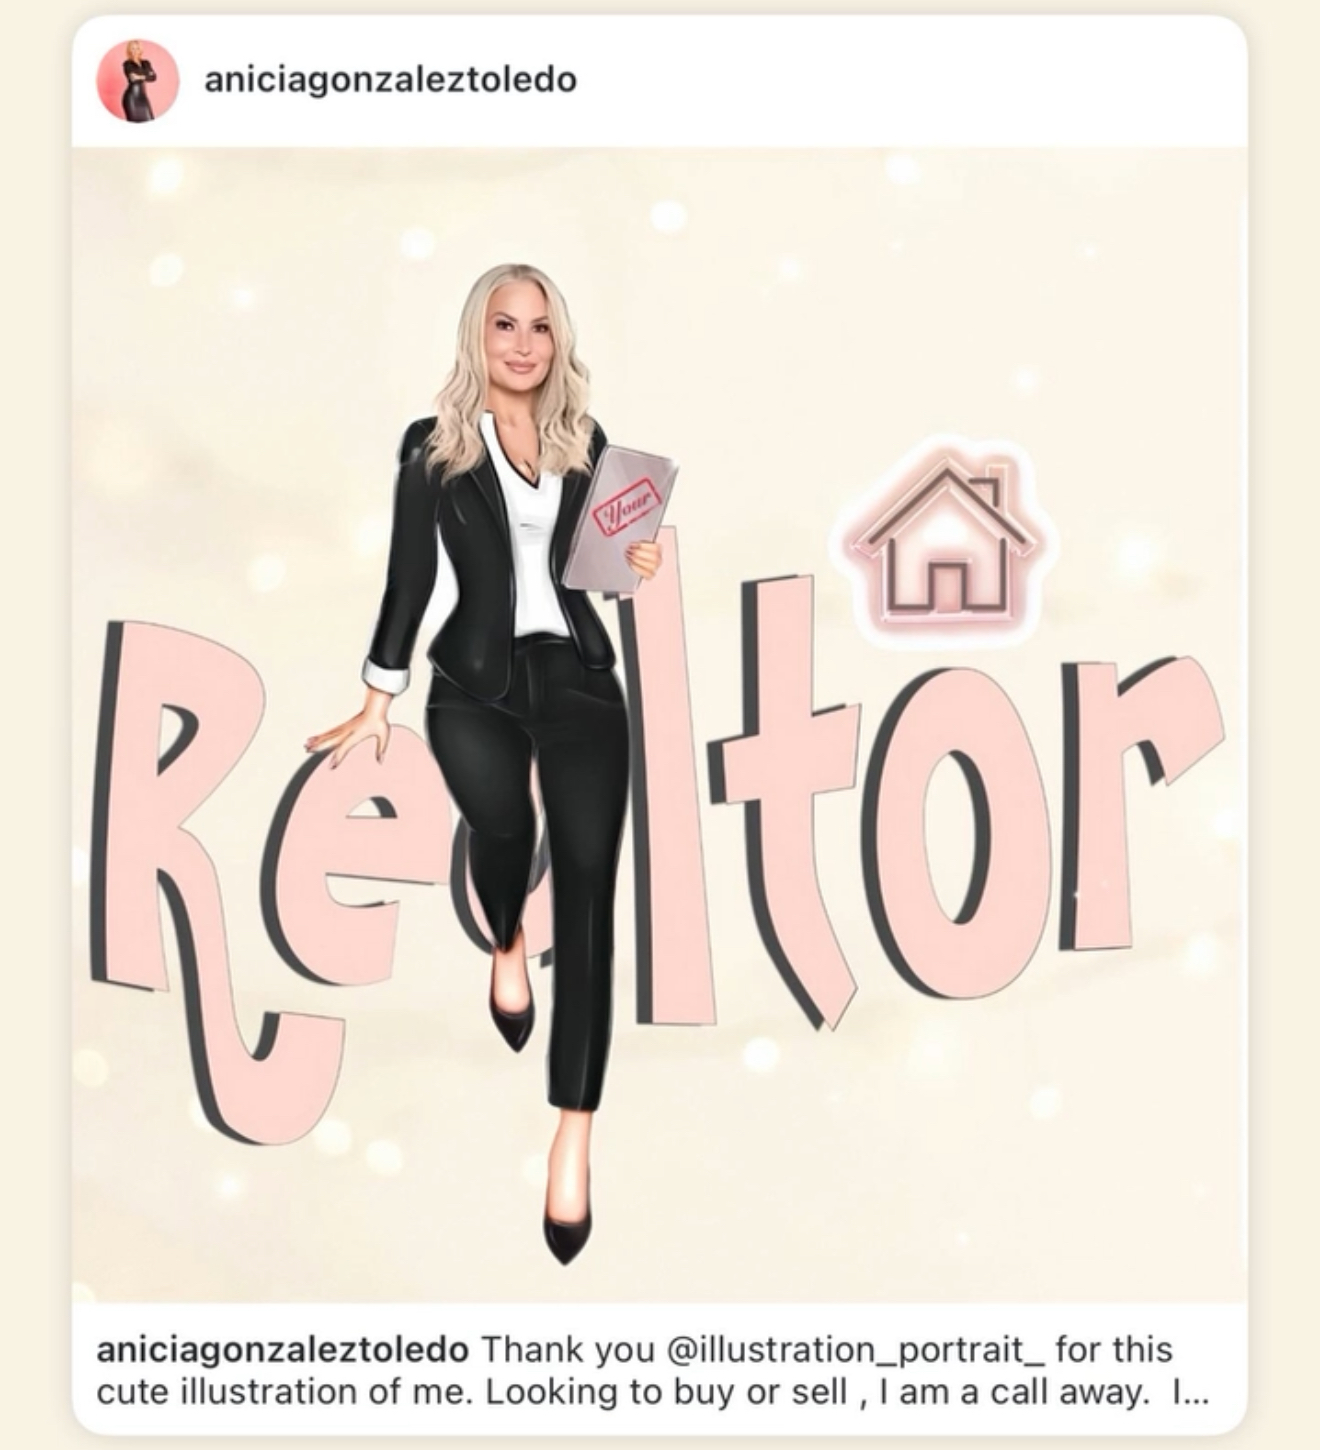 aniciagonzaleztoledo
Your
Realtor
aniciagonzaleztoledo Thank you @illustration_portrait_ for this
cute illustration of me. Looking to buy or sell , I am a call away.  I...